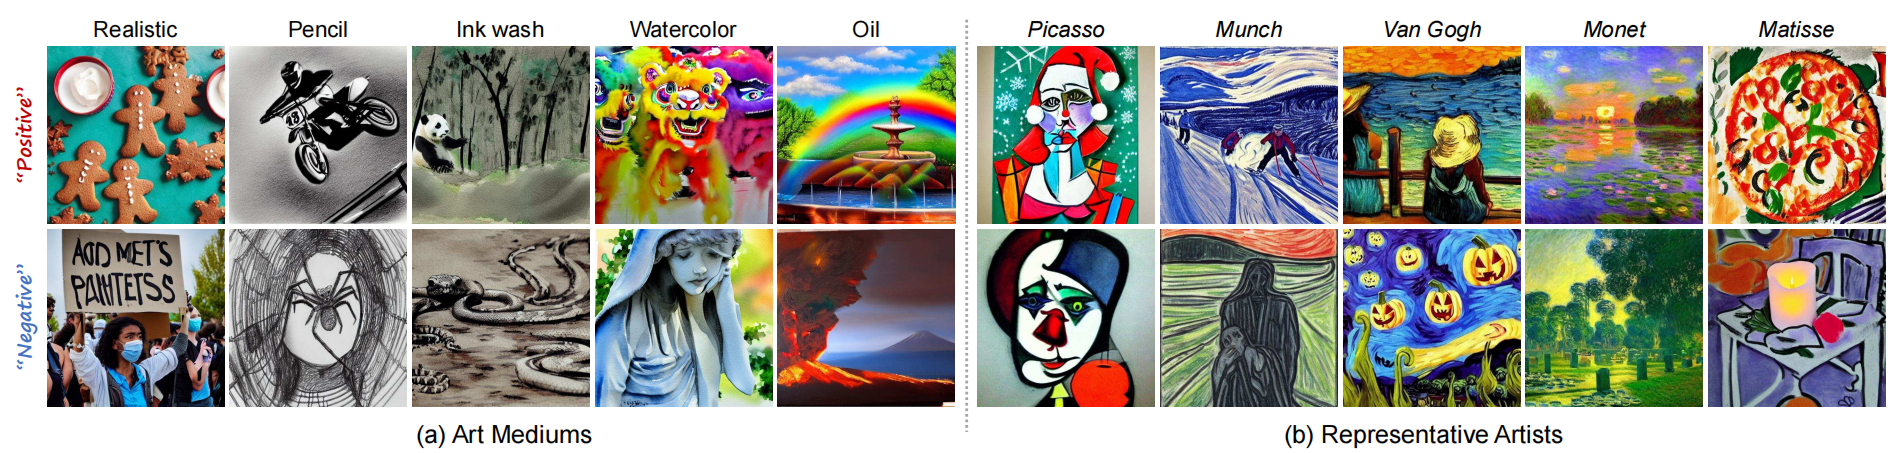 Realistic
Pencil
Ink wash
Watercolor
Oil
Picasso
Munch
Van Gogh
Monet
Matisse
“Positive”
“Negative”
AOD MET'S
PAHTETSS
(a) Art Mediums
(b) Representative Artists